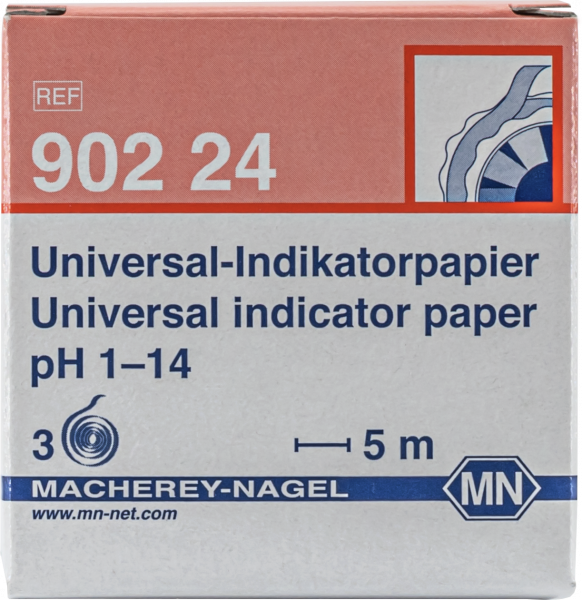 REF
902 24
Universal-Indikatorpapier
Universal indicator paper
pH 1–14
3 5 m
MACHEREY-NAGEL MN
www.mn-net.com